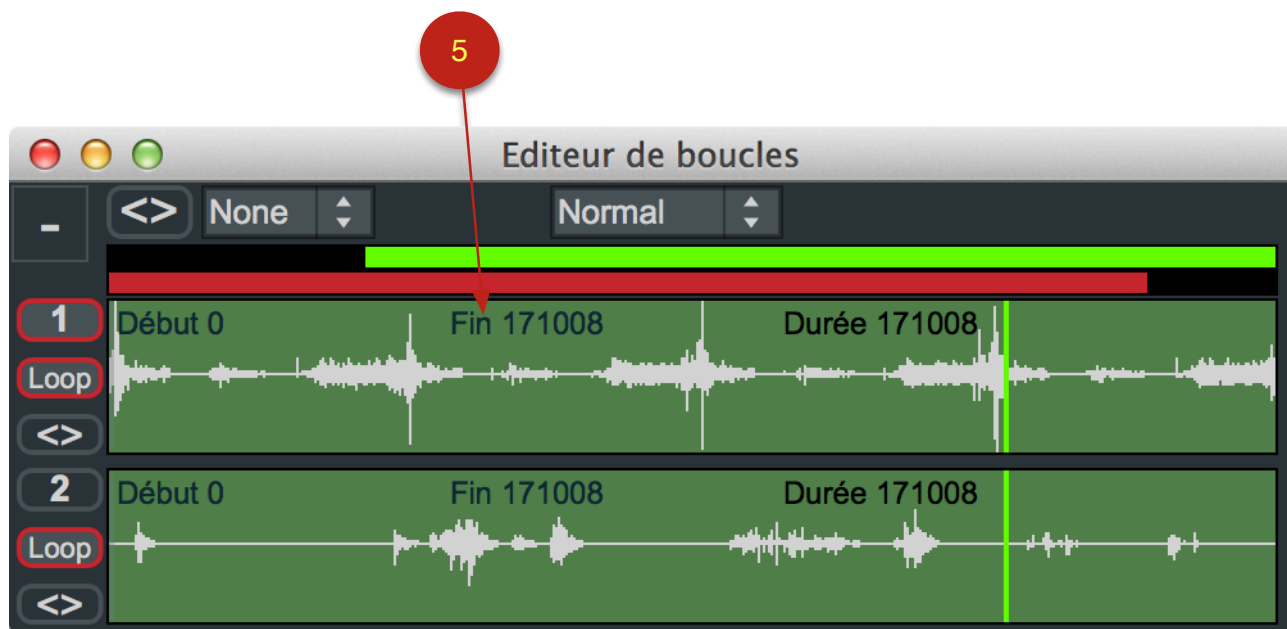 5
Editeur de boucles
- <> None Normal
1 Début 0 Fin 171008 Durée 171008
Loop
<>
2 Début 0 Fin 171008 Durée 171008
Loop
<>